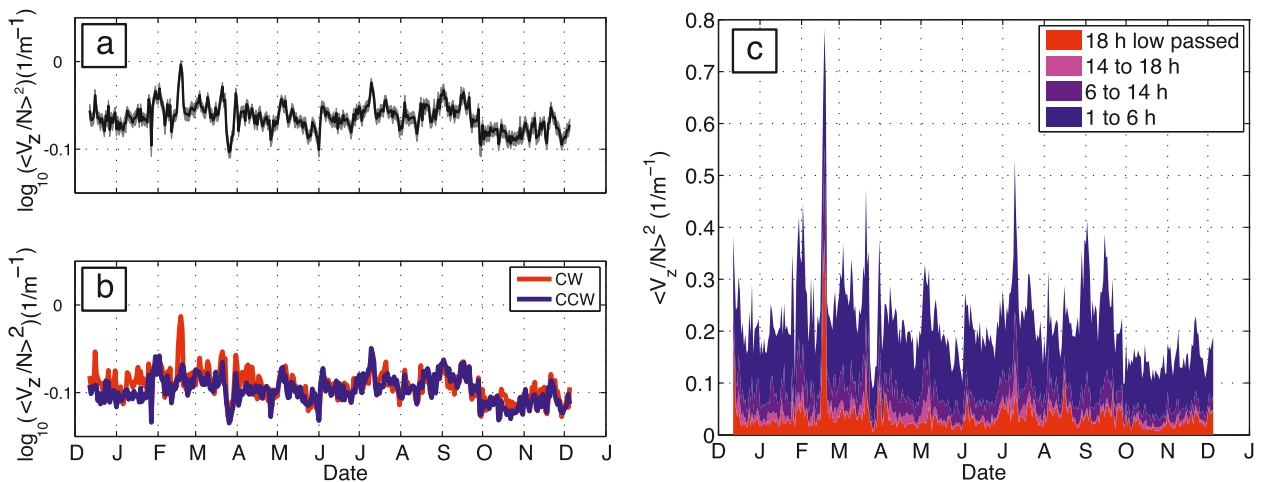 a
log10(<Vz/N>²)(1/m⁻¹)
0
-0.1
D J F M A M J J A S O N D J
b
CW
CCW
log10(<Vz/N>²)(1/m⁻¹)
0
-0.1
D J F M A M J J A S O N D J
Date
c
18 h low passed
14 to 18 h
6 to 14 h
1 to 6 h
<Vz/N>² (1/m⁻¹)
0.8
0.7
0.6
0.5
0.4
0.3
0.2
0.1
0
D J F M A M J J A S O N D J
Date